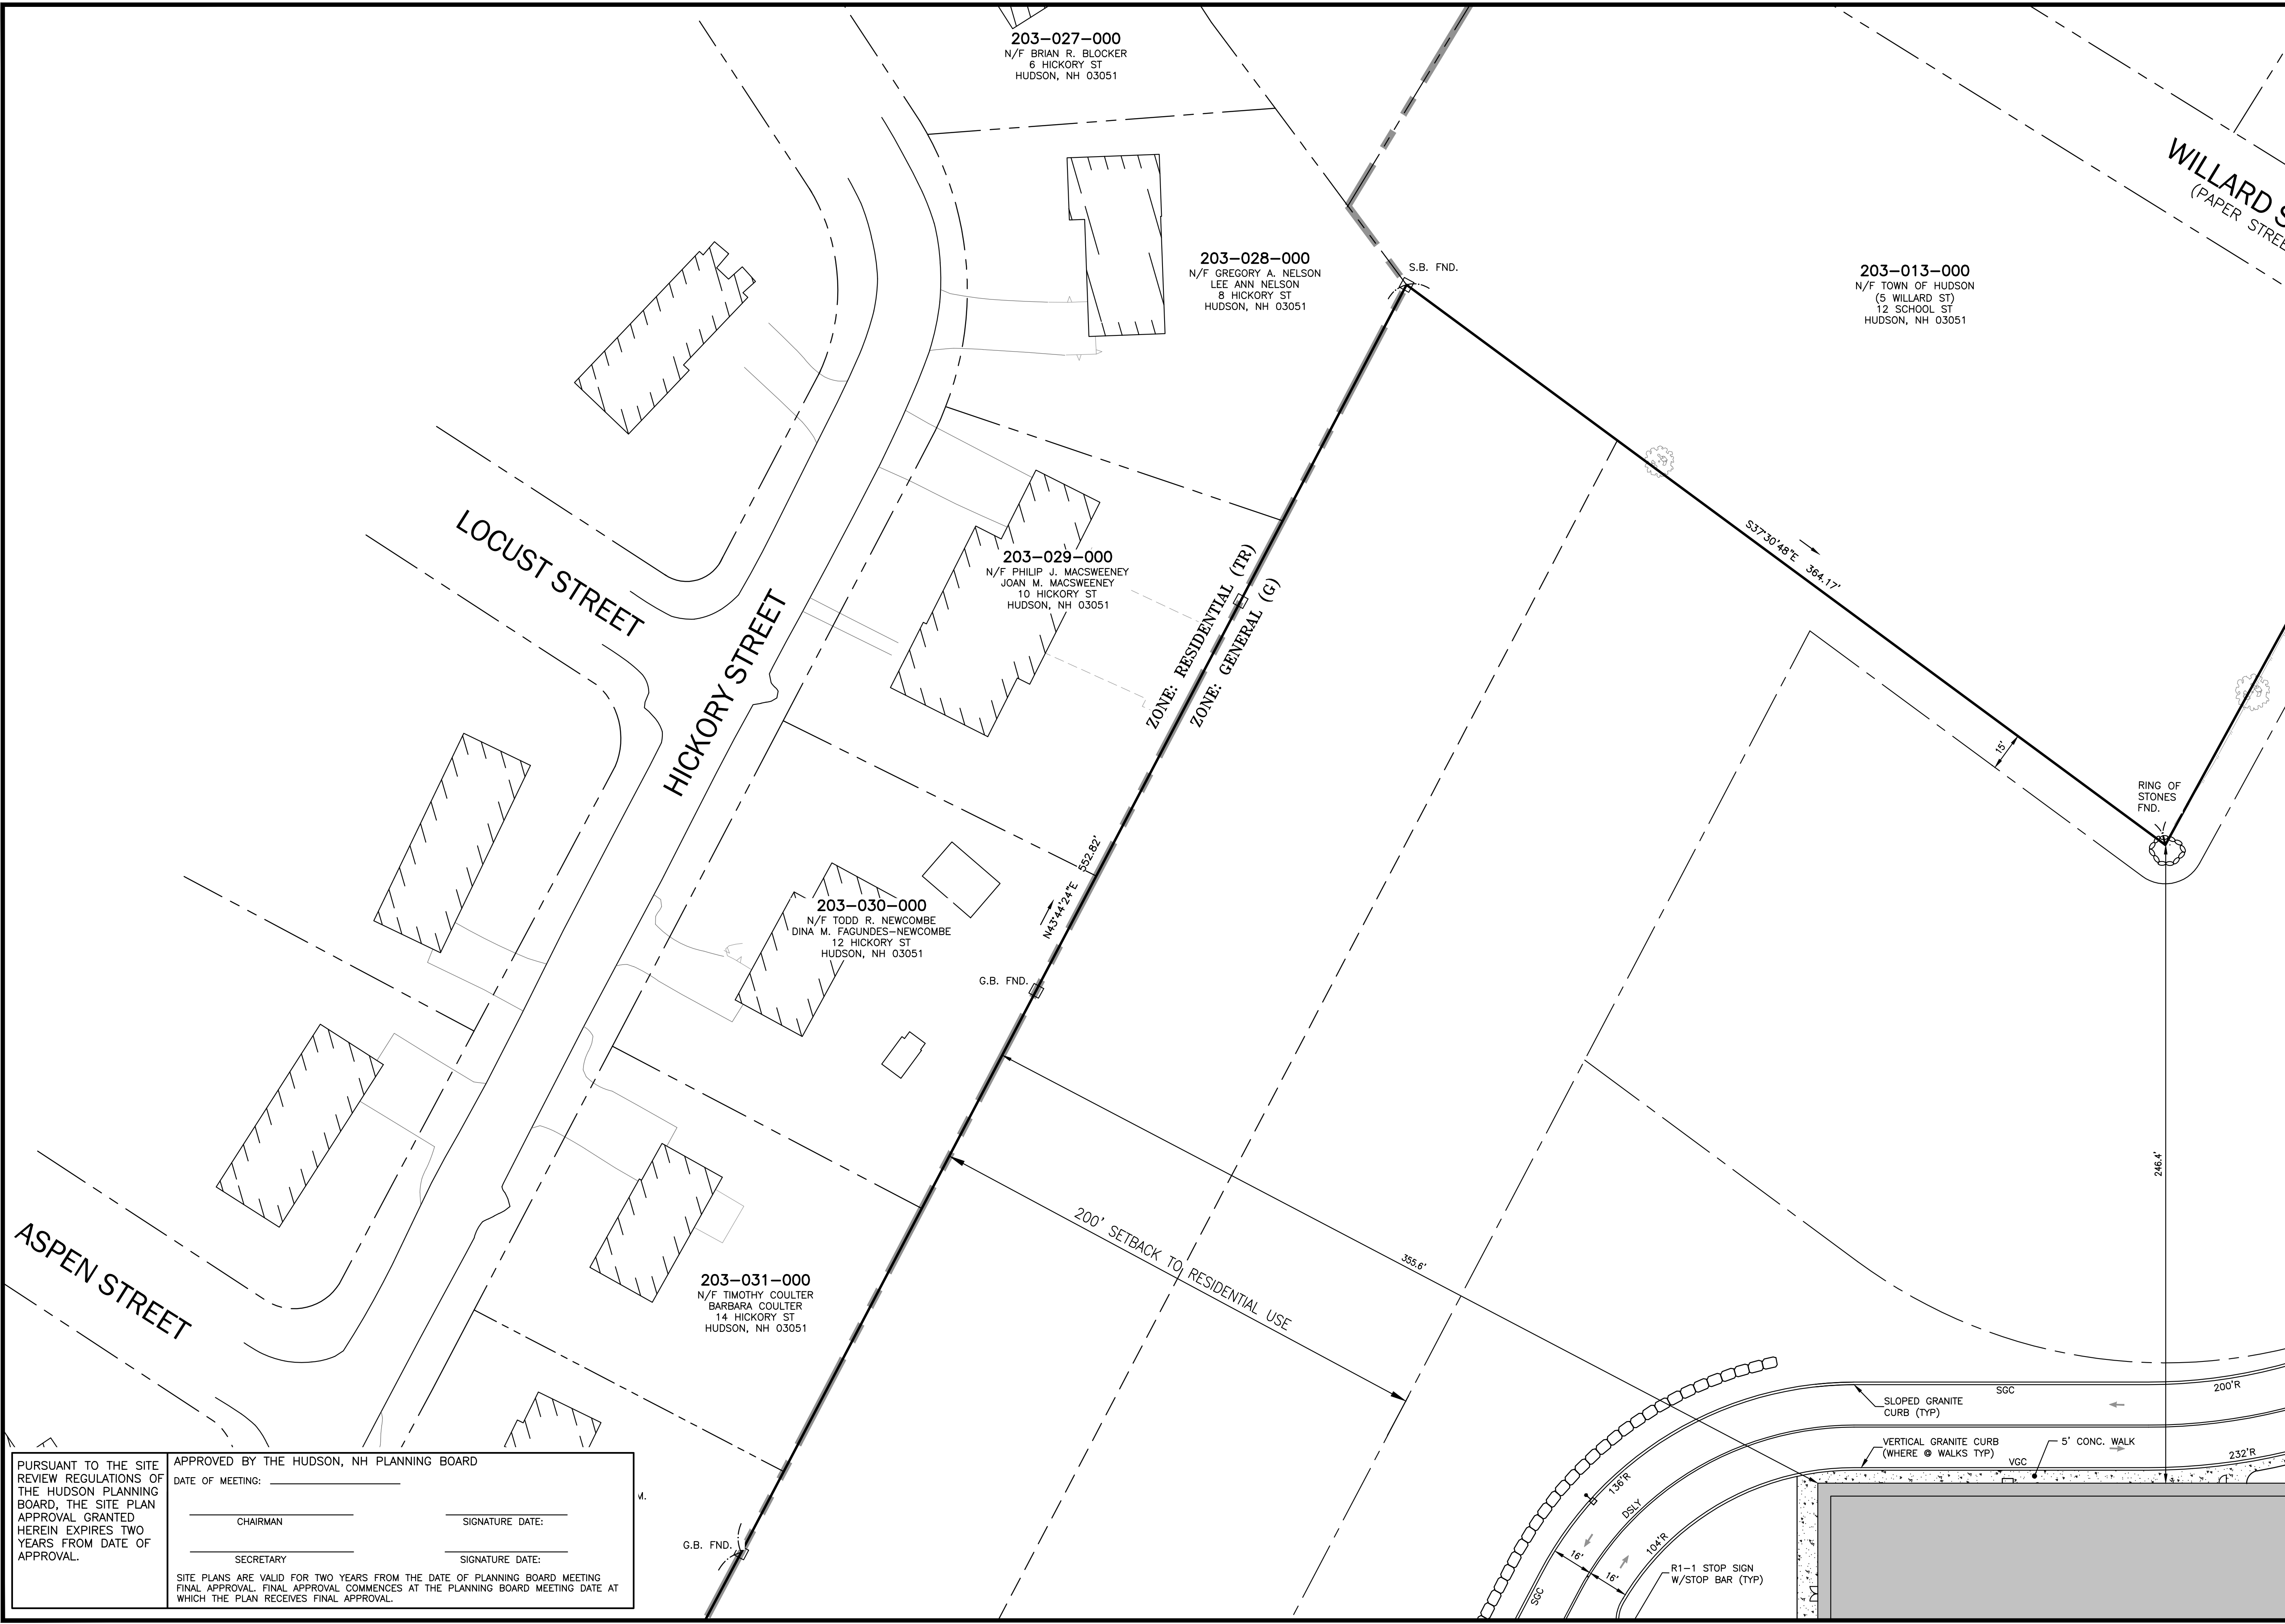 203-027-000
N/F BRIAN R. BLOCKER
6 HICKORY ST
HUDSON, NH 03051
WILLARD S
(PAPER STREE
203-028-000
N/F GREGORY A. NELSON
LEE ANN NELSON
8 HICKORY ST
HUDSON, NH 03051
S.B. FND.
203-013-000
N/F TOWN OF HUDSON
(5 WILLARD ST)
12 SCHOOL ST
HUDSON, NH 03051
LOCUST STREET
HICKORY STREET
203-029-000
N/F PHILIP J. MACSWEENEY
JOAN M. MACSWEENEY
10 HICKORY ST
HUDSON, NH 03051
ZONE: RESIDENTIAL (TR)
ZONE: GENERAL (G)
S37°30'48"E 364.17'
15'
RING OF
STONES
FND.
N43°44'24"E 552.82'
203-030-000
N/F TODD R. NEWCOMBE
DINA M. FAGUNDES-NEWCOMBE
12 HICKORY ST
HUDSON, NH 03051
G.B. FND.
246.4'
200' SETBACK TO RESIDENTIAL USE
355.6'
ASPEN STREET
203-031-000
N/F TIMOTHY COULTER
BARBARA COULTER
14 HICKORY ST
HUDSON, NH 03051
SGC
200'R
SLOPED GRANITE
CURB (TYP)
VERTICAL GRANITE CURB
(WHERE @ WALKS TYP)
5' CONC. WALK
VGC
232'R
136'R
DSLY
104'R
16'
16'
SGC
R1-1 STOP SIGN
W/STOP BAR (TYP)
G.B. FND.
M.
PURSUANT TO THE SITE
REVIEW REGULATIONS OF
THE HUDSON PLANNING
BOARD, THE SITE PLAN
APPROVAL GRANTED
HEREIN EXPIRES TWO
YEARS FROM DATE OF
APPROVAL.
APPROVED BY THE HUDSON, NH PLANNING BOARD
DATE OF MEETING:
CHAIRMAN
SIGNATURE DATE:
SECRETARY
SIGNATURE DATE:
SITE PLANS ARE VALID FOR TWO YEARS FROM THE DATE OF PLANNING BOARD MEETING
FINAL APPROVAL. FINAL APPROVAL COMMENCES AT THE PLANNING BOARD MEETING DATE AT
WHICH THE PLAN RECEIVES FINAL APPROVAL.